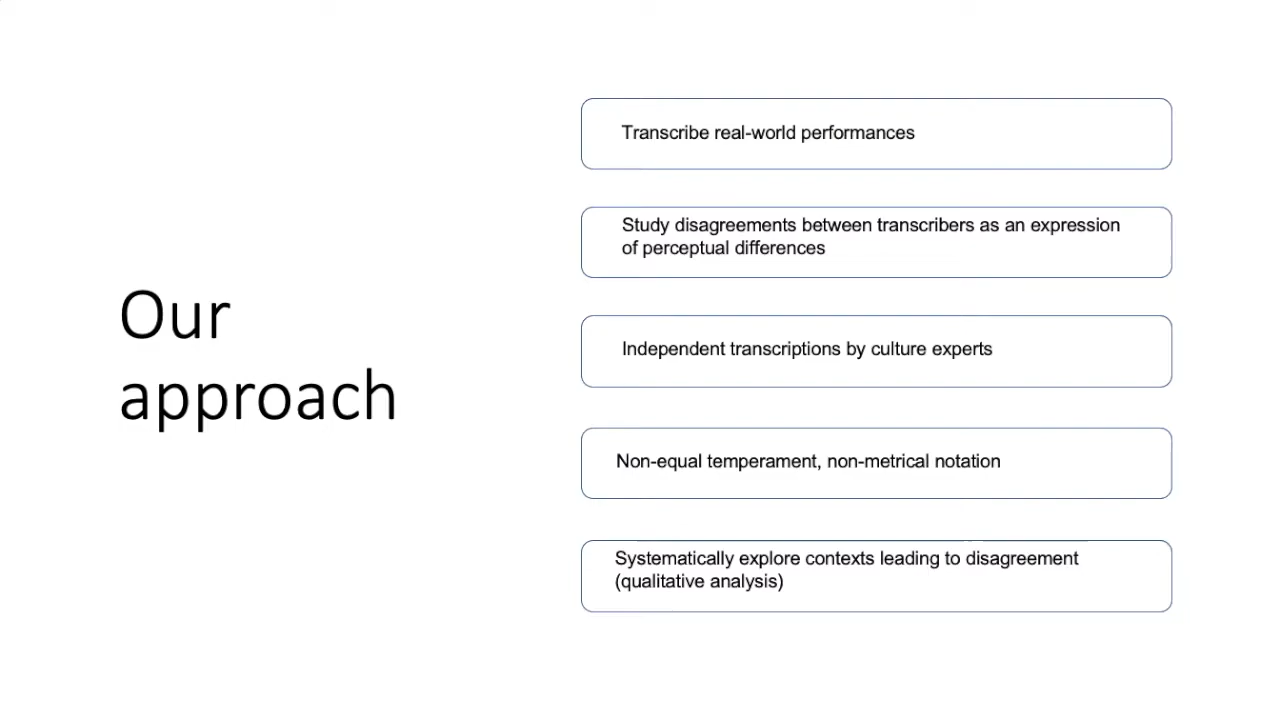 Our
approach
Transcribe real-world performances
Study disagreements between transcribers as an expression
of perceptual differences
Independent transcriptions by culture experts
Non-equal temperament, non-metrical notation
Systematically explore contexts leading to disagreement
(qualitative analysis)